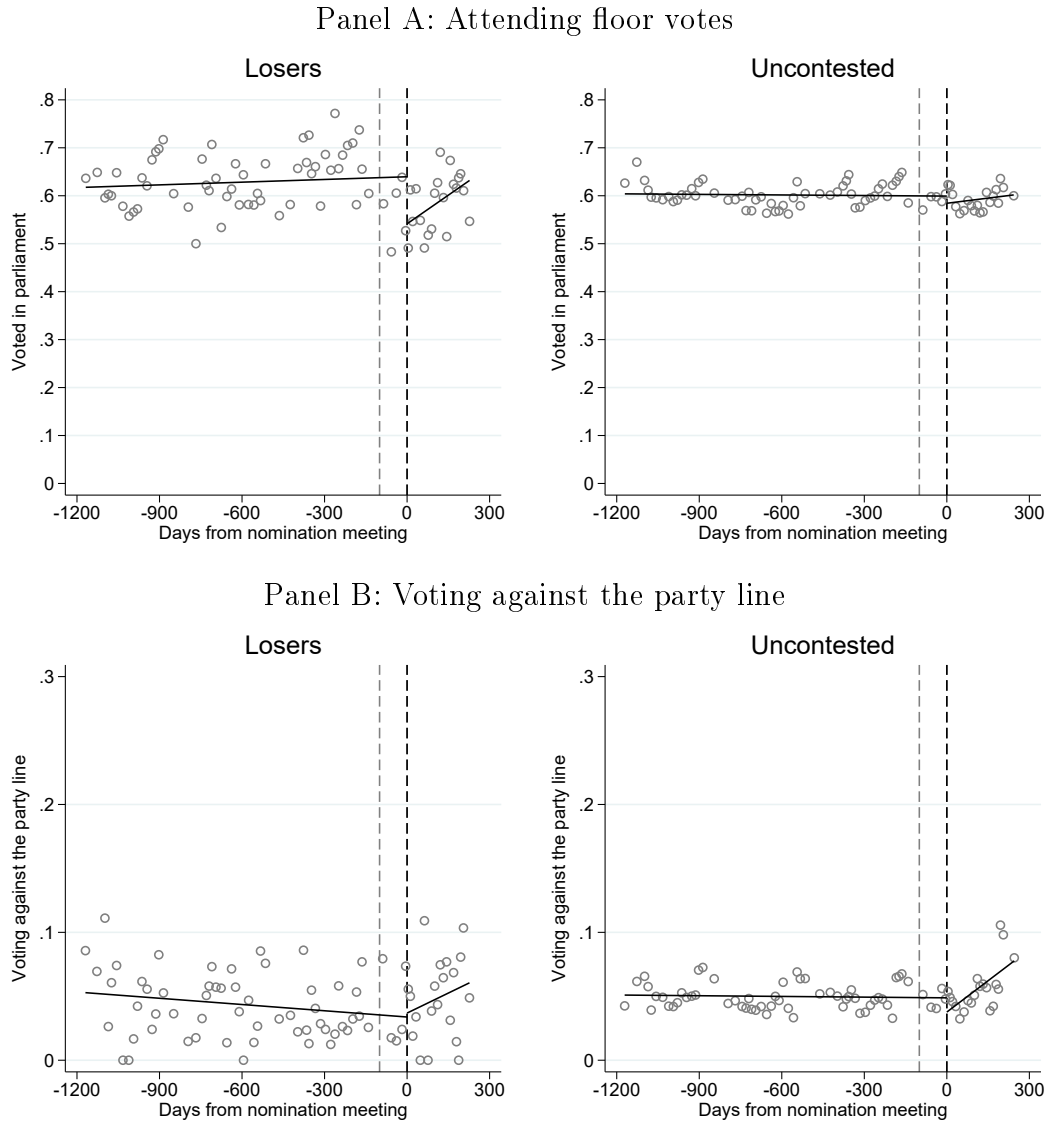 Panel A: Attending floor votes
Losers
Voted in parliament
.8
.7
.6
.5
.4
.3
.2
.1
0
-1200 -900 -600 -300 0 300
Days from nomination meeting
Uncontested
Voted in parliament
.8
.7
.6
.5
.4
.3
.2
.1
0
-1200 -900 -600 -300 0 300
Days from nomination meeting
Panel B: Voting against the party line
Losers
Voting against the party line
.3
.2
.1
0
-1200 -900 -600 -300 0 300
Days from nomination meeting
Uncontested
Voting against the party line
.3
.2
.1
0
-1200 -900 -600 -300 0 300
Days from nomination meeting